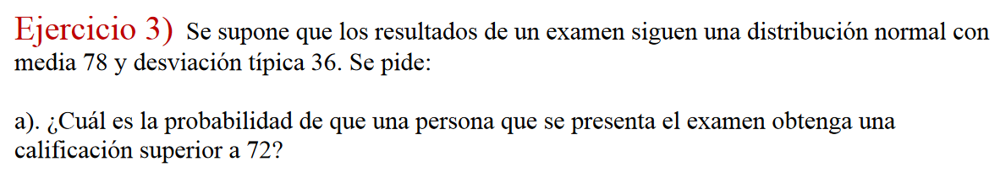 Ejercicio 3) Se supone que los resultados de un examen siguen una distribución normal con
media 78 y desviación típica 36. Se pide:
a). ¿Cuál es la probabilidad de que una persona que se presenta el examen obtenga una
calificación superior a 72?